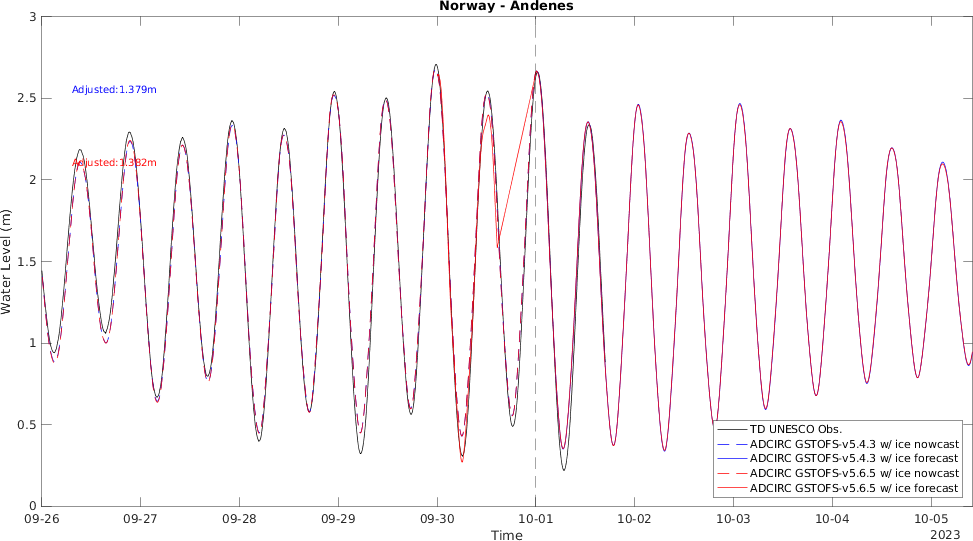 Norway - Andenes
3
2.5
2
1.5
1
0.5
0
Water Level (m)
Adjusted:1.379m
Adjusted:1.382m
TD UNESCO Obs.
ADCIRC GSTOFS-v5.4.3 w/ ice nowcast
ADCIRC GSTOFS-v5.4.3 w/ ice forecast
ADCIRC GSTOFS-v5.6.5 w/ ice nowcast
ADCIRC GSTOFS-v5.6.5 w/ ice forecast
09-26 09-27 09-28 09-29 09-30 10-01 10-02 10-03 10-04 10-05
Time
2023